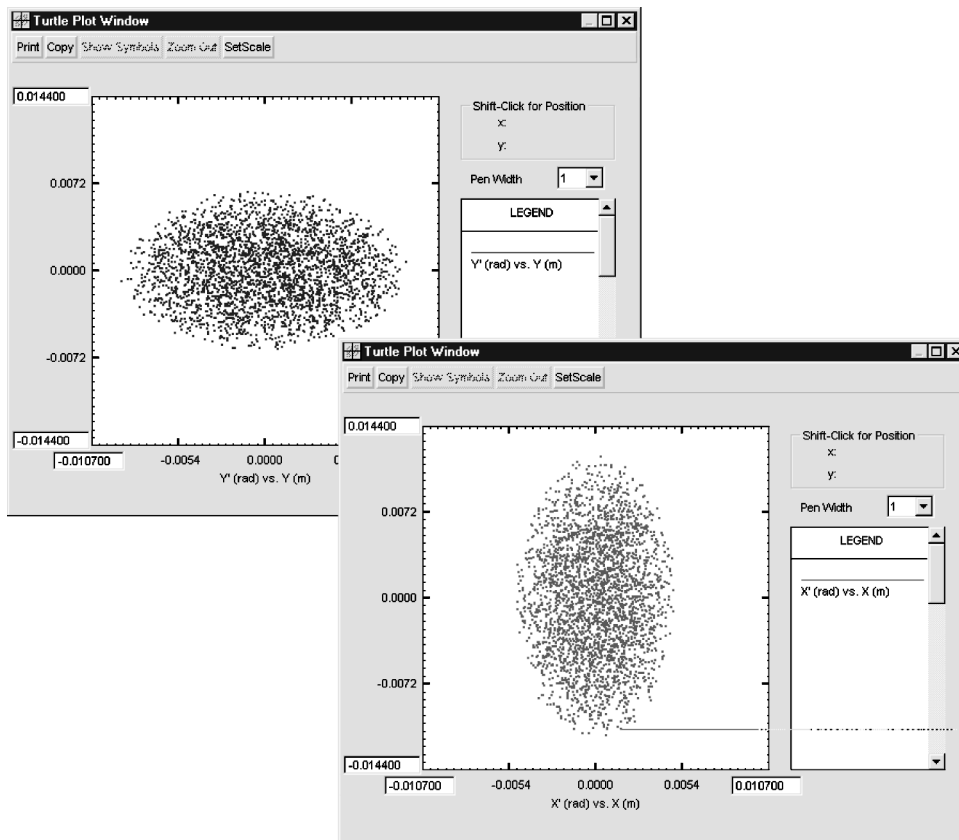 Turtle Plot Window
Print Copy Show Symbols Zoom Out SetScale
0.014400
0.0072
0.0000
-0.0072
-0.014400
-0.010700 -0.0054 0.0000
Y' (rad) vs. Y (m)
Shift-Click for Position
x:
y:
Pen Width 1
LEGEND
Y' (rad) vs. Y (m)
Turtle Plot Window
Print Copy Show Symbols Zoom Out SetScale
0.014400
0.0072
0.0000
-0.0072
-0.014400
-0.010700 -0.0054 0.0000 0.0054 0.010700
X' (rad) vs. X (m)
Shift-Click for Position
x:
y:
Pen Width 1
LEGEND
X' (rad) vs. X (m)